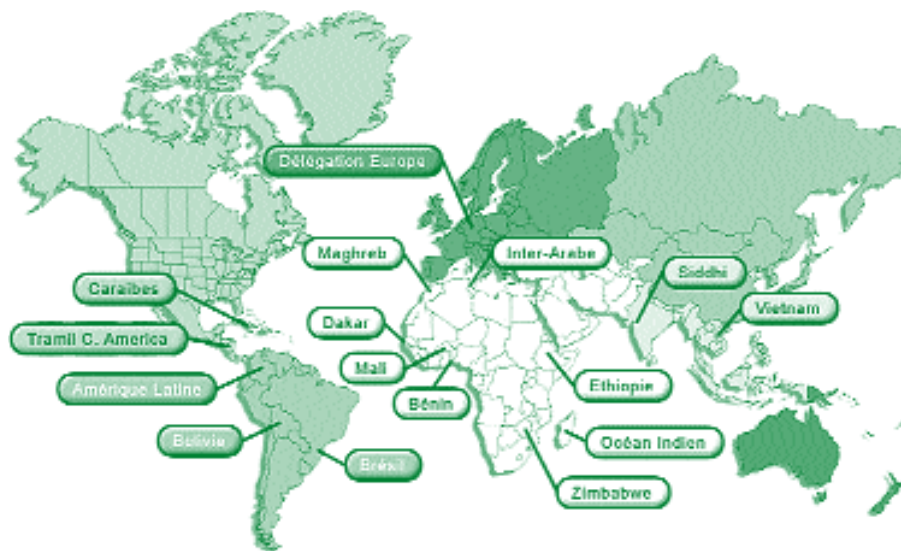 Délégation Europe
Maghreb
Inter-Arabe
Siddhi
Caraïbes
Vietnam
Dakar
Tramil C. America
Mali
Ethiopie
Amérique Latine
Bénin
Bolivie
Océan Indien
Brésil
Zimbabwe